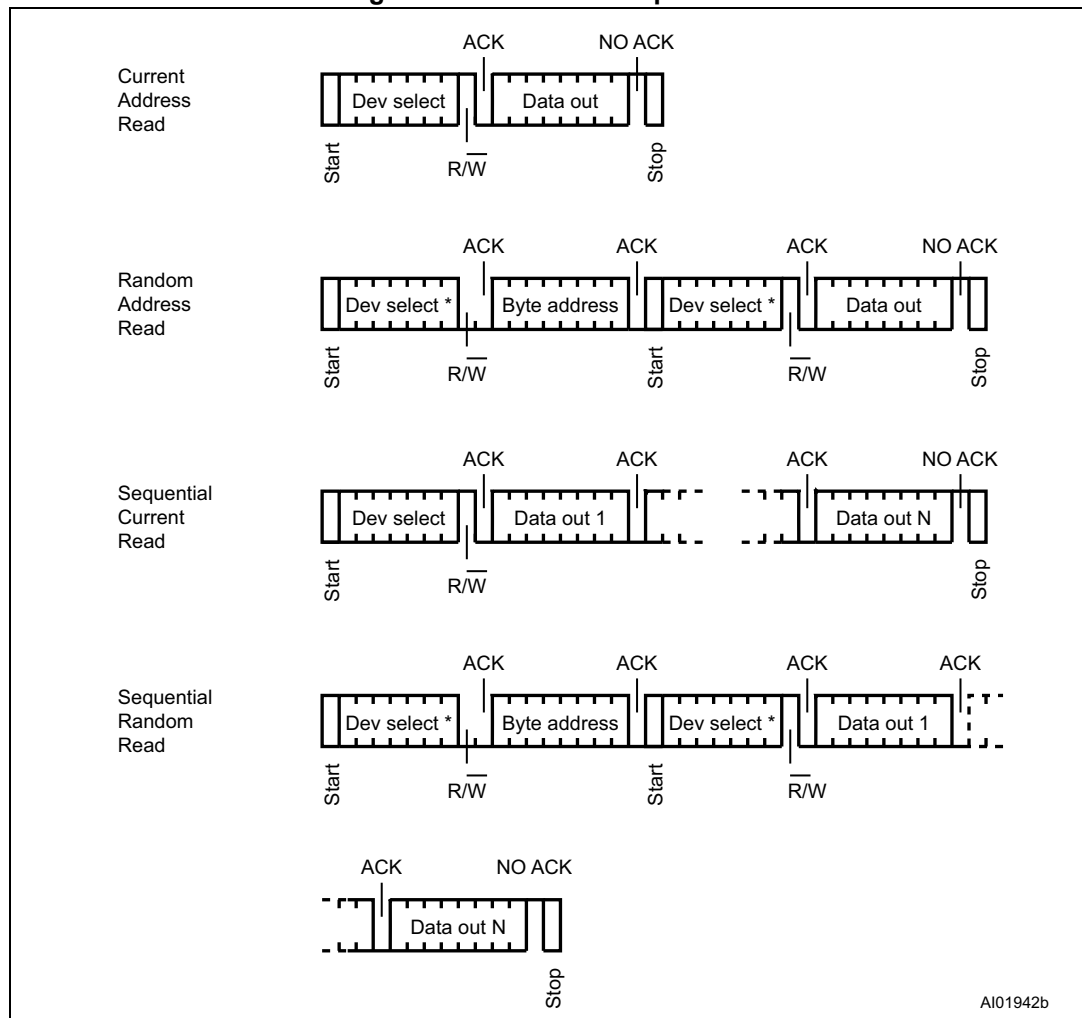 ACK NO ACK
Current
Address
Read
Dev select Data out
Start R/W̅ Stop
ACK ACK ACK NO ACK
Random
Address
Read
Dev select * Byte address Dev select * Data out
Start R/W̅ Start R̅/W Stop
ACK ACK ACK NO ACK
Sequential
Current
Read
Dev select Data out 1 Data out N
Start R/W̅ Stop
ACK ACK ACK ACK
Sequential
Random
Read
Dev select * Byte address Dev select * Data out 1
Start R/W̅ Start R̅/W
ACK NO ACK
Data out N
Stop
AI01942b